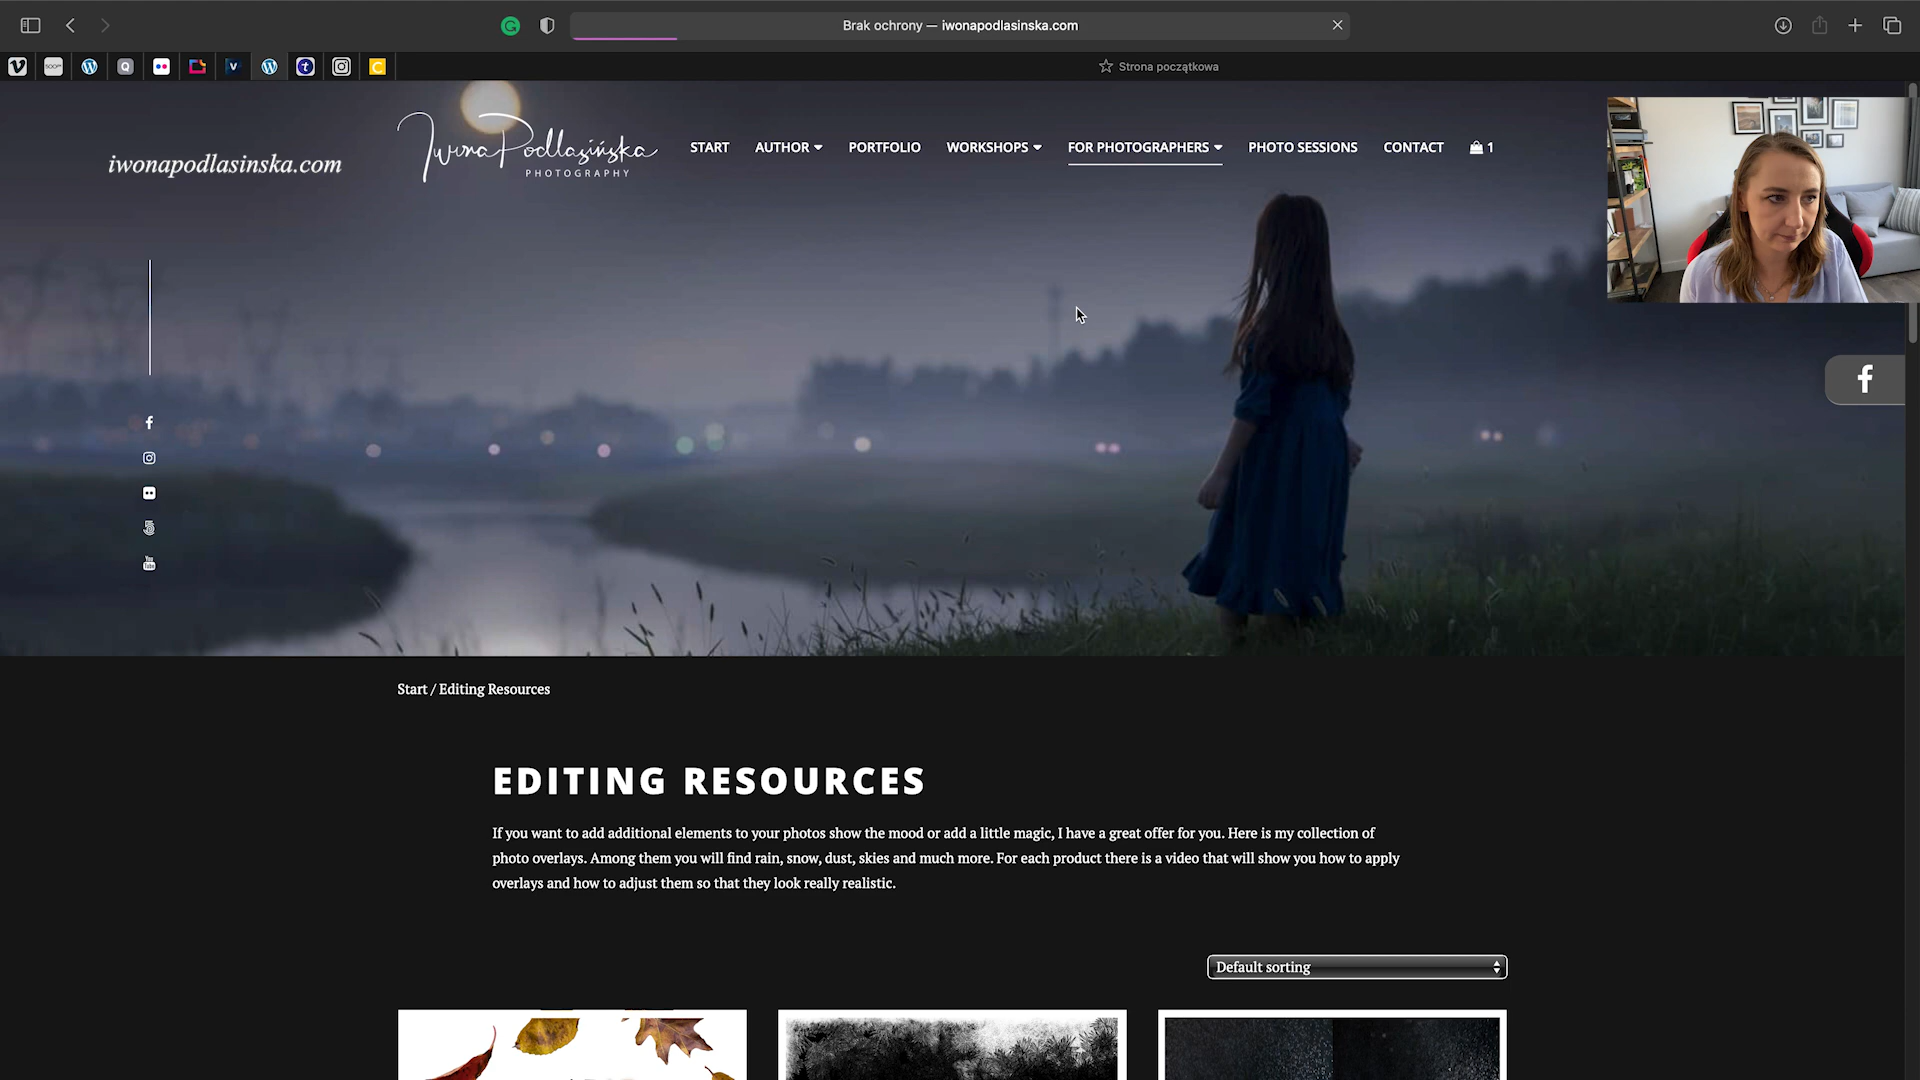 Brak ochrony — iwonapodlasinska.com
Strona początkowa
iwonapodlasinska.com
Iwona Podlasińska
PHOTOGRAPHY
START
AUTHOR
PORTFOLIO
WORKSHOPS
FOR PHOTOGRAPHERS
PHOTO SESSIONS
CONTACT
1
Start / Editing Resources
EDITING RESOURCES
If you want to add additional elements to your photos show the mood or add a little magic, I have a great offer for you. Here is my collection of
photo overlays. Among them you will find rain, snow, dust, skies and much more. For each product there is a video that will show you how to apply
overlays and how to adjust them so that they look really realistic.
Default sorting